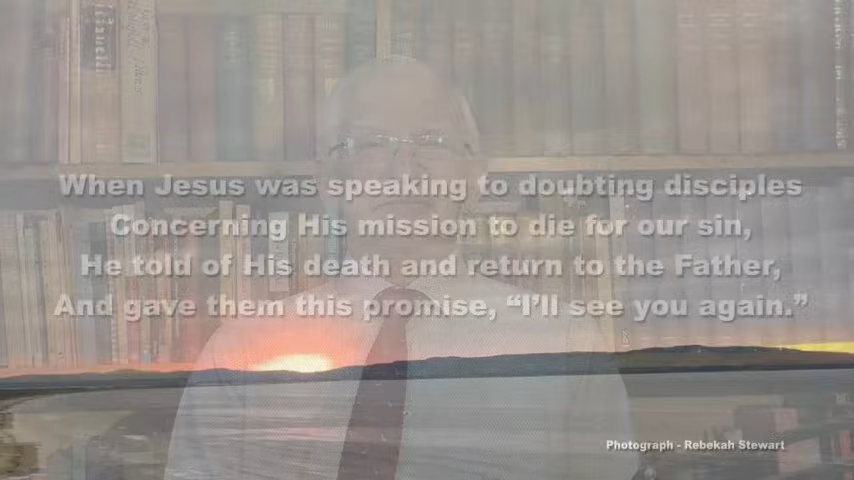 When Jesus was speaking to doubting disciples
Concerning His mission to die for our sin,
He told of His death and return to the Father,
And gave them this promise, “I’ll see you again.”
Photograph - Rebekah Stewart